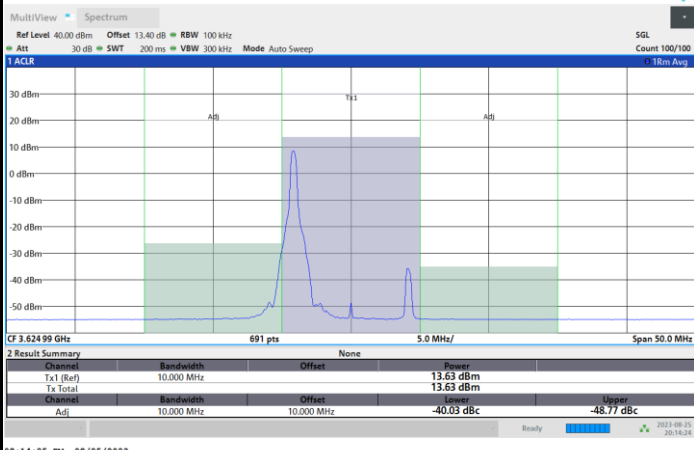 MultiView Spectrum
Ref Level 40.00 dBm Offset 13.40 dB RBW 100 kHz SGL
Att 30 dB SWT 200 ms VBW 300 kHz Mode Auto Sweep Count 100/100
1 ACLR 1Rm Avg
30 dBm
Tx1
20 dBm Adj Adj
10 dBm
0 dBm
-10 dBm
-20 dBm
-30 dBm
-40 dBm
-50 dBm
CF 3.624 99 GHz 691 pts 5.0 MHz/ Span 50.0 MHz
2 Result Summary None
Channel Bandwidth Offset Power
Tx1 (Ref) 10.000 MHz 13.63 dBm
Tx Total 13.63 dBm
Channel Bandwidth Offset Lower Upper
Adj 10.000 MHz 10.000 MHz -40.03 dBc -48.77 dBc
Ready 2023-08-25
20:14:24